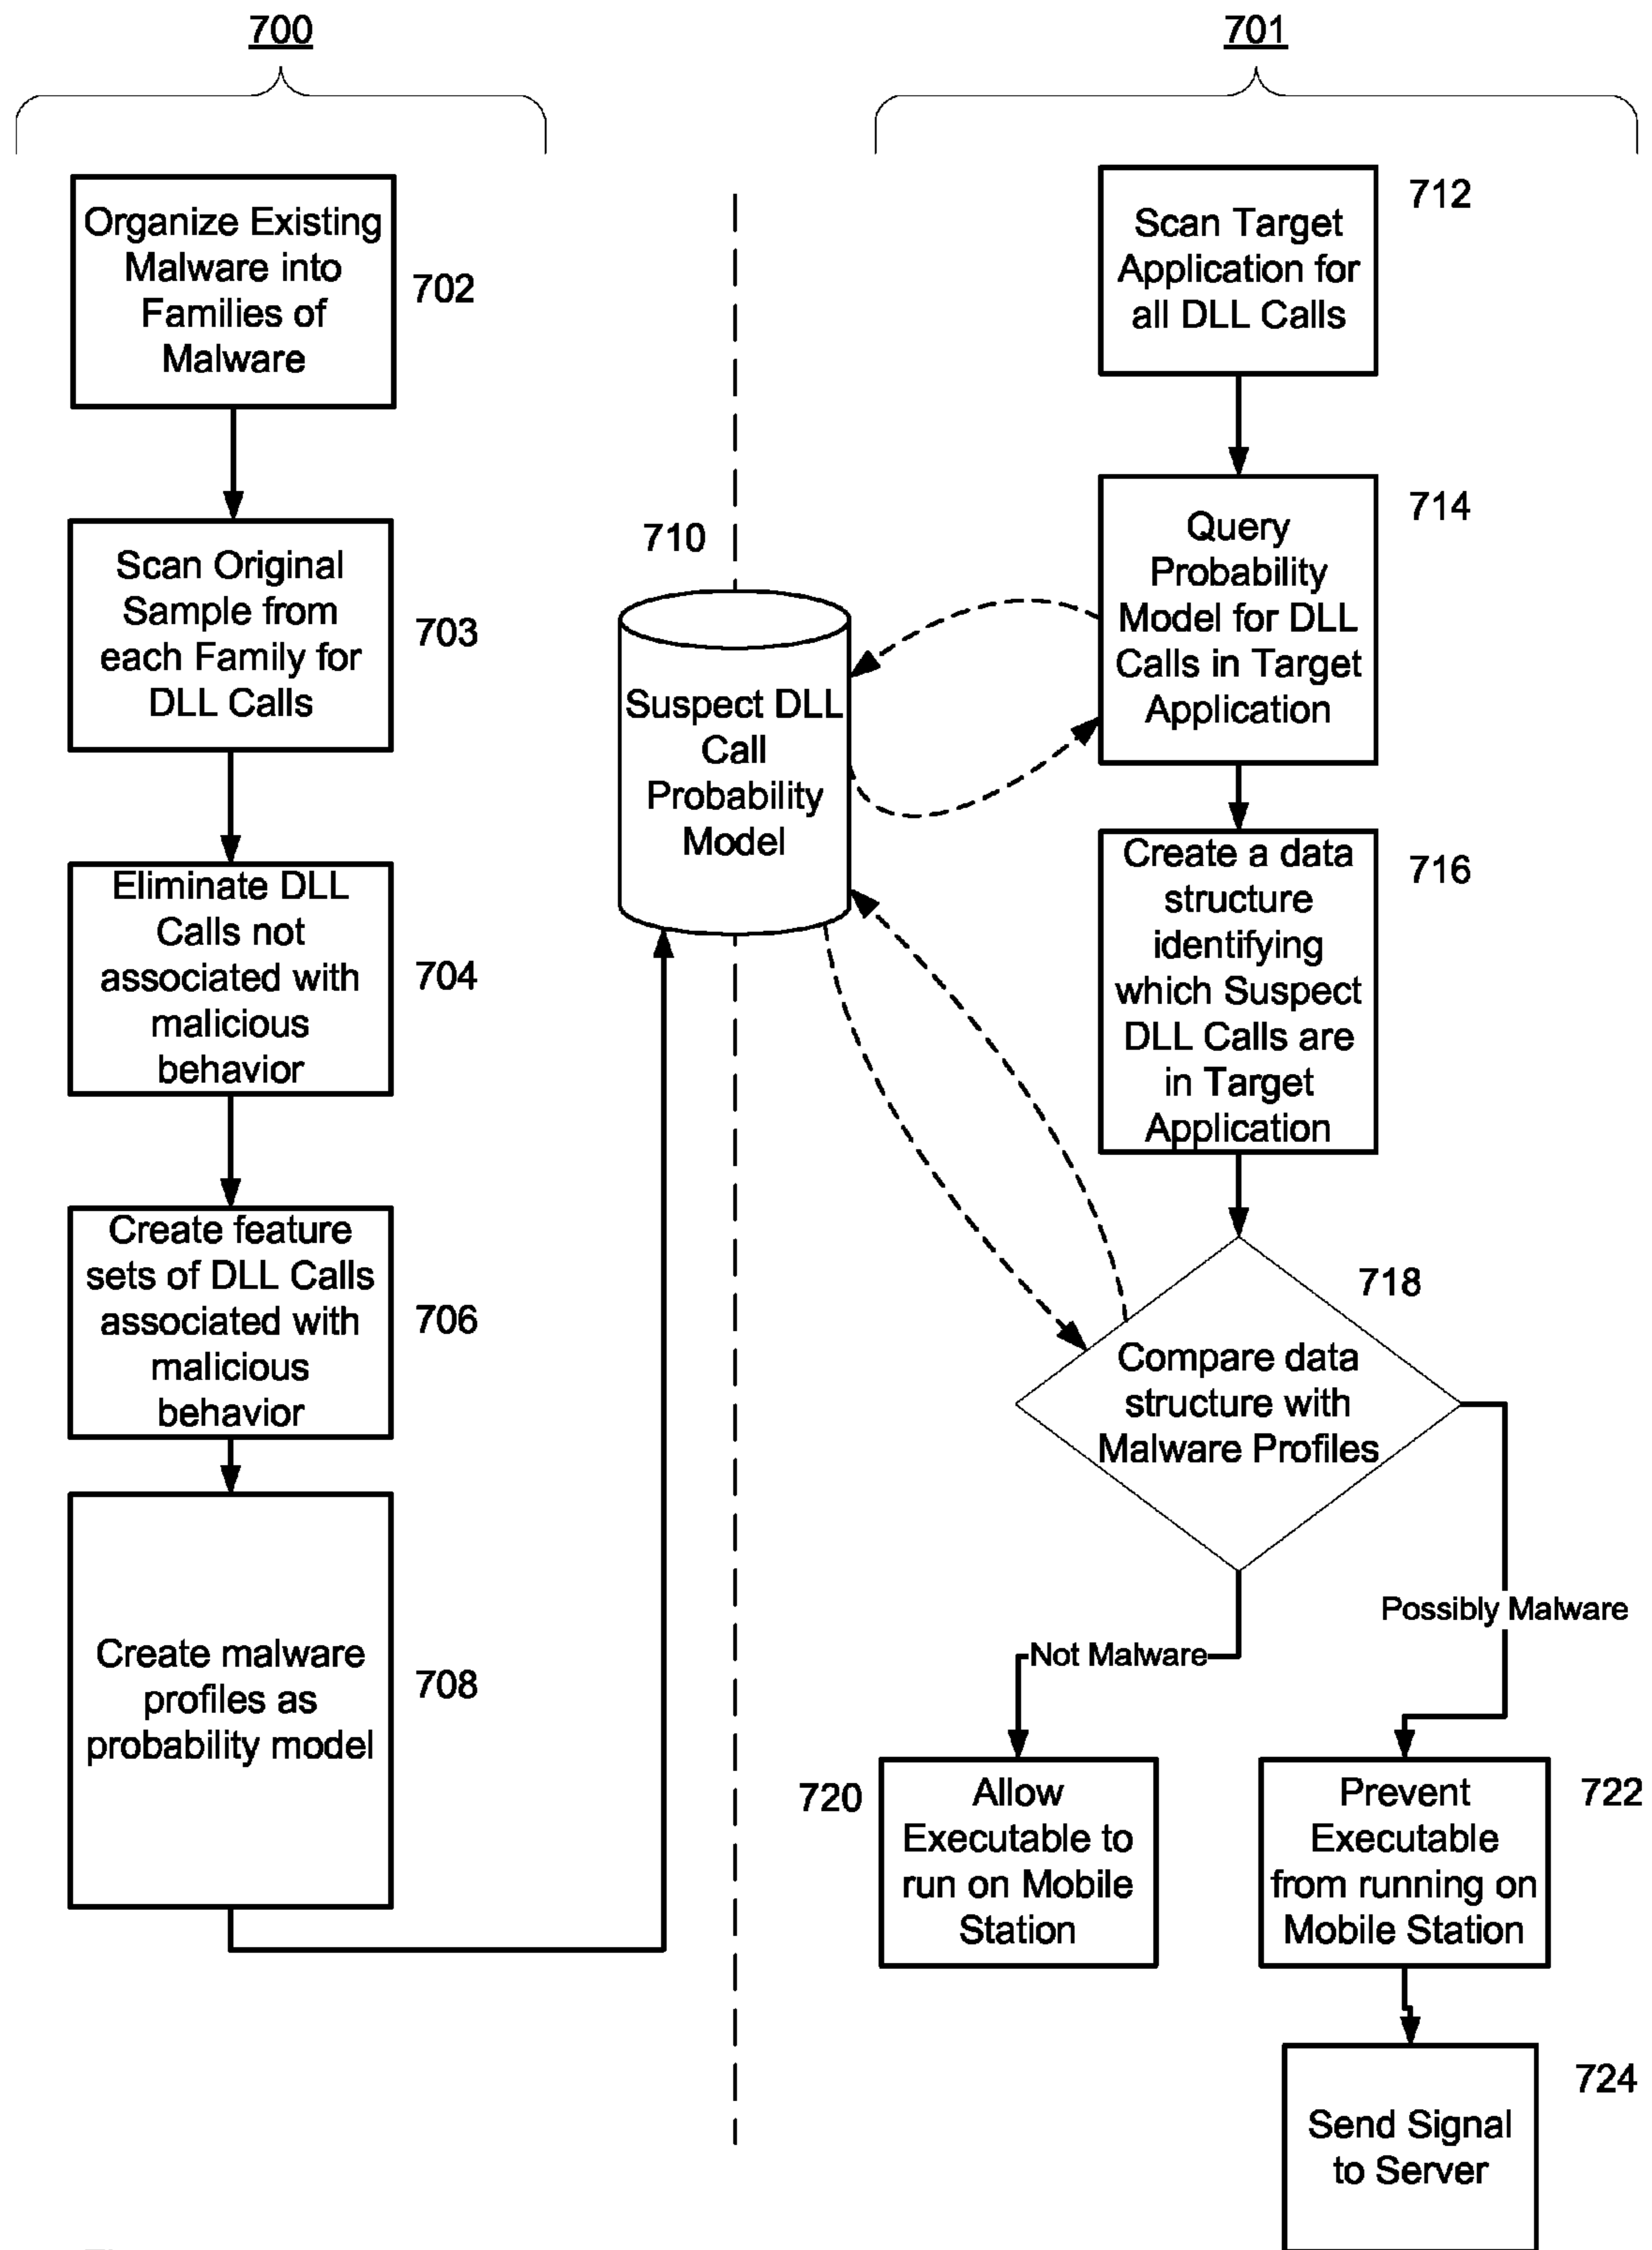 700
Organize Existing
Malware into
Families of
Malware
702
Scan Original
Sample from
each Family for
DLL Calls
703
Eliminate DLL
Calls not
associated with
malicious
behavior
704
Create feature
sets of DLL Calls
associated with
malicious
behavior
706
Create malware
profiles as
probability model
708
710
Suspect DLL
Call
Probability
Model
701
Scan Target
Application for
all DLL Calls
712
Query
Probability
Model for DLL
Calls in Target
Application
714
Create a data
structure
identifying
which Suspect
DLL Calls are
in Target
Application
716
718
Compare data
structure with
Malware Profiles
Not Malware
Possibly Malware
720
Allow
Executable to
run on Mobile
Station
Prevent
Executable
from running on
Mobile Station
722
Send Signal
to Server
724